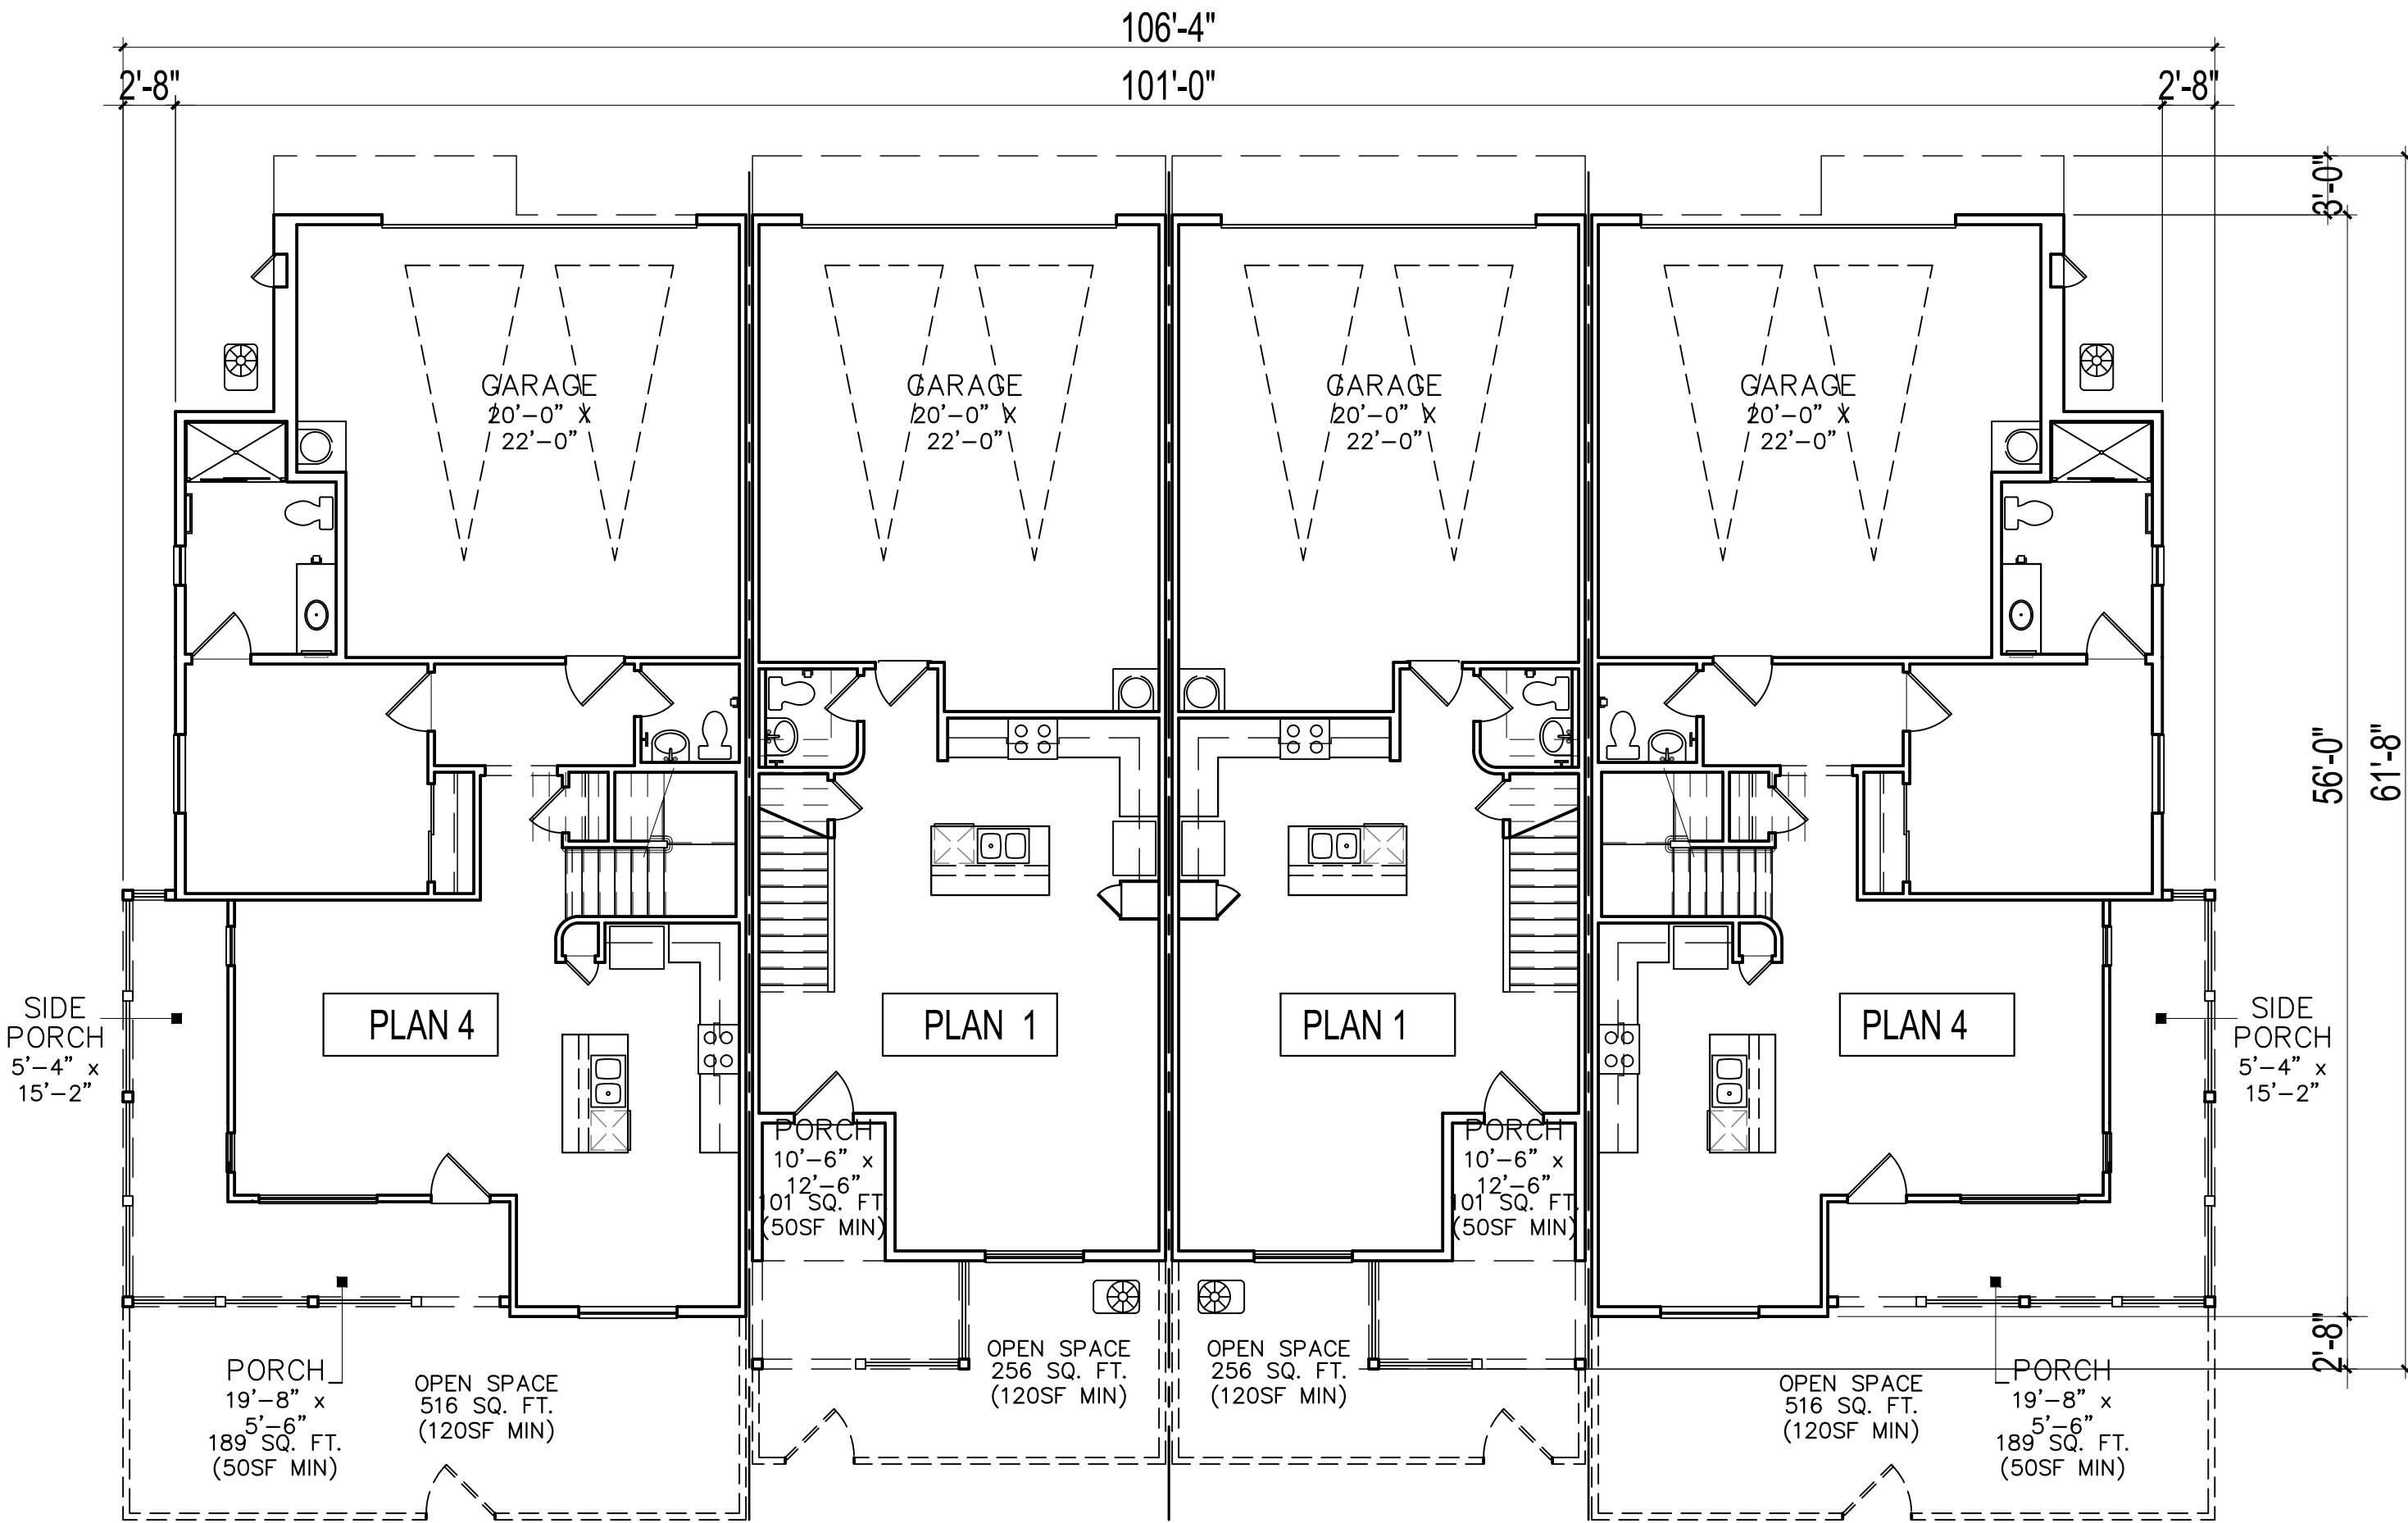 106'-4"
2'-8"
101'-0"
2'-8"
3'-0"
GARAGE
20'-0" X
22'-0"
GARAGE
20'-0" X
22'-0"
GARAGE
20'-0" X
22'-0"
GARAGE
20'-0" X
22'-0"
56'-0"
61'-8"
SIDE
PORCH
5'-4" x
15'-2"
PLAN 4
PLAN 1
PLAN 1
PLAN 4
SIDE
PORCH
5'-4" x
15'-2"
PORCH
10'-6" x
12'-6"
101 SQ. FT.
(50SF MIN)
PORCH
10'-6" x
12'-6"
101 SQ. FT.
(50SF MIN)
2'-8"
PORCH
19'-8" x
5'-6"
189 SQ. FT.
(50SF MIN)
OPEN SPACE
516 SQ. FT.
(120SF MIN)
OPEN SPACE
256 SQ. FT.
(120SF MIN)
OPEN SPACE
256 SQ. FT.
(120SF MIN)
OPEN SPACE
516 SQ. FT.
(120SF MIN)
PORCH
19'-8" x
5'-6"
189 SQ. FT.
(50SF MIN)